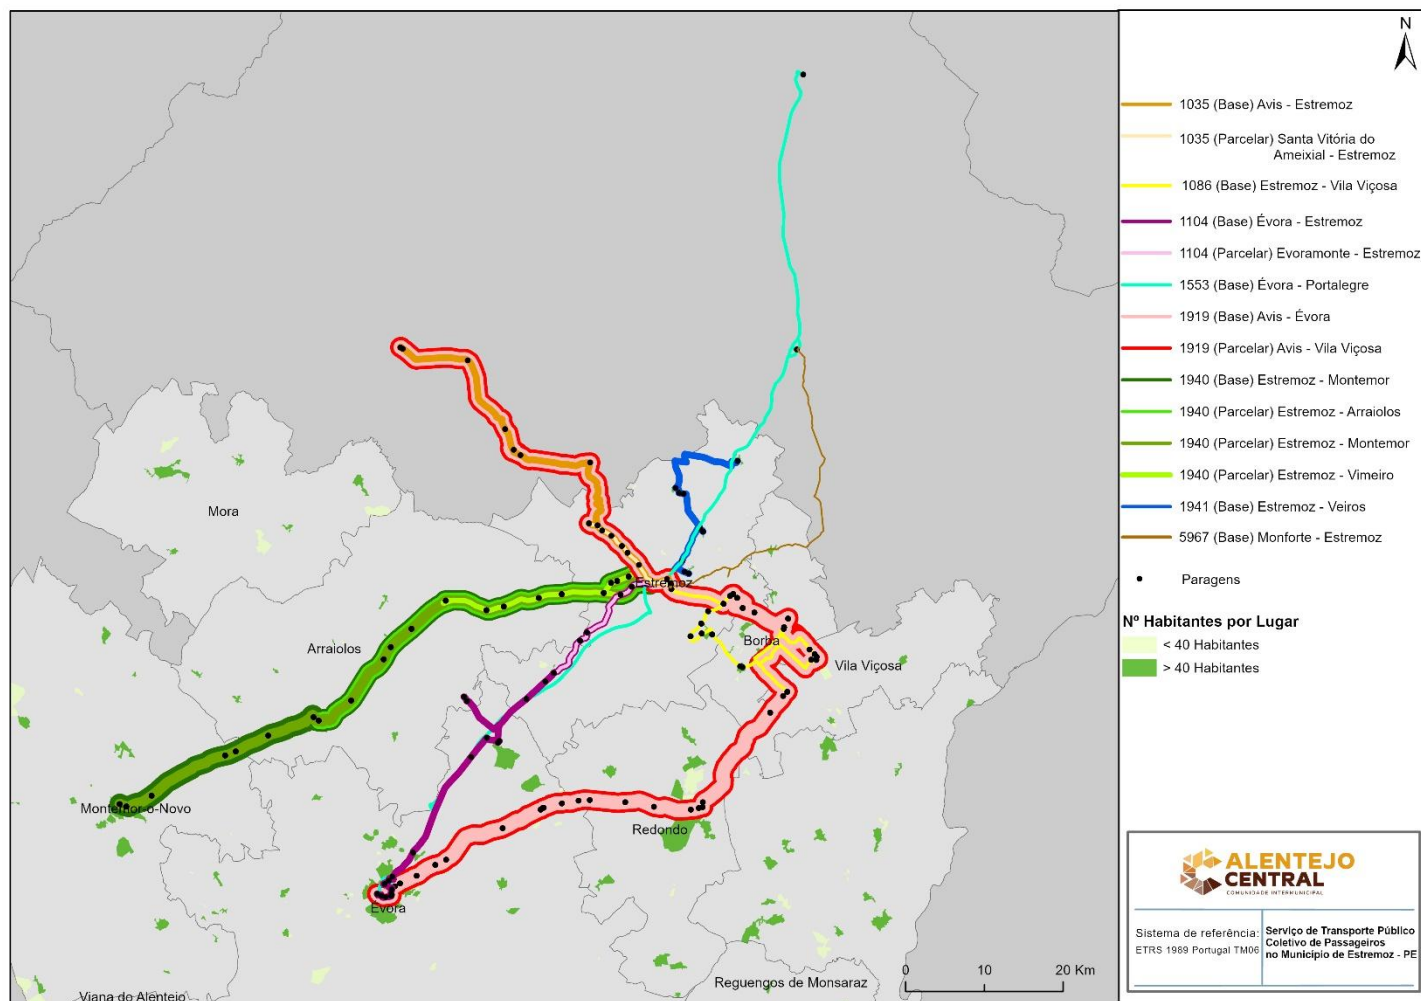 N
1035 (Base) Avis - Estremoz
1035 (Parcelar) Santa Vitória do
Ameixial - Estremoz
1086 (Base) Estremoz - Vila Viçosa
1104 (Base) Évora - Estremoz
1104 (Parcelar) Evoramonte - Estremoz
1553 (Base) Évora - Portalegre
1919 (Base) Avis - Évora
1919 (Parcelar) Avis - Vila Viçosa
1940 (Base) Estremoz - Montemor
1940 (Parcelar) Estremoz - Arraiolos
1940 (Parcelar) Estremoz - Montemor
1940 (Parcelar) Estremoz - Vimeiro
1941 (Base) Estremoz - Veiros
5967 (Base) Monforte - Estremoz
Paragens
Nº Habitantes por Lugar
< 40 Habitantes
> 40 Habitantes
Mora
Estremoz
Arraiolos
Borba
Vila Viçosa
Montemor-o-Novo
Redondo
Évora
Viana do Alentejo
Reguengos de Monsaraz
0 10 20 Km
ALENTEJO
CENTRAL
COMUNIDADE INTERMUNICIPAL
Sistema de referência:
ETRS 1989 Portugal TM06
Serviço de Transporte Público
Coletivo de Passageiros
no Município de Estremoz - PE